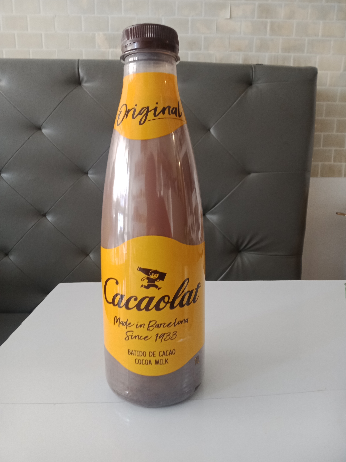 Original
Cacaolat
Made in Barcelona
Since 1933
BATIDO DE CACAO
COCOA MILK